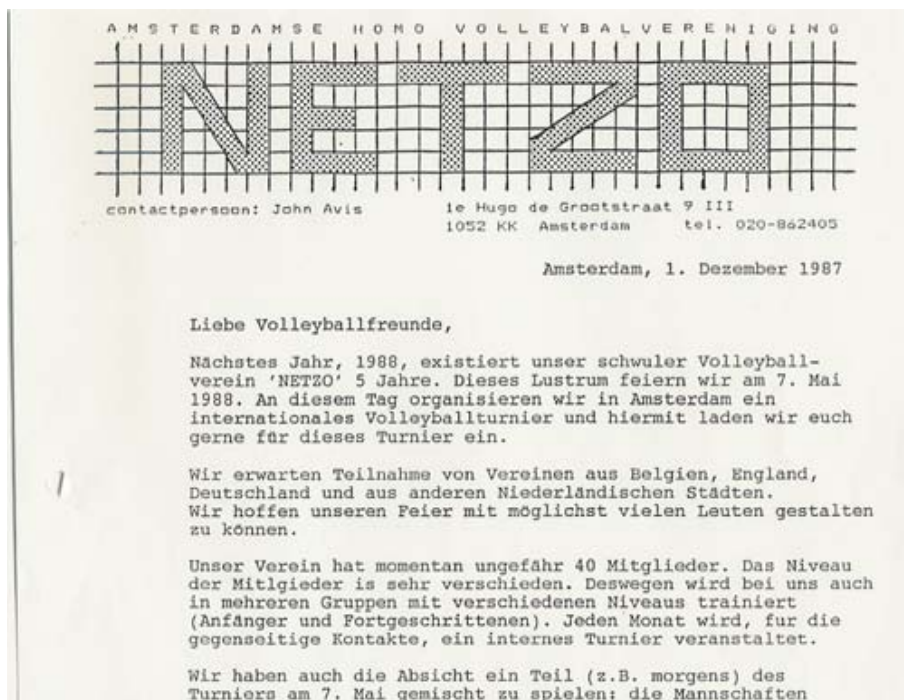 AMSTERDAMSE HOMO VOLLEYBALVERENIGING
NETZO
contactpersoon: John Avis
1e Hugo de Grootstraat 9 III
1052 KK Amsterdam tel. 020-862405
Amsterdam, 1. Dezember 1987
Liebe Volleyballfreunde,
Nächstes Jahr, 1988, existiert unser schwuler Volleyball-
verein 'NETZO' 5 Jahre. Dieses Lustrum feiern wir am 7. Mai
1988. An diesem Tag organisieren wir in Amsterdam ein
internationales Volleyballturnier und hiermit laden wir euch
gerne für dieses Turnier ein.
Wir erwarten Teilnahme von Vereinen aus Belgien, England,
Deutschland und aus anderen Niederländischen Städten.
Wir hoffen unseren Feier mit möglichst vielen Leuten gestalten
zu können.
Unser Verein hat momentan ungefähr 40 Mitglieder. Das Niveau
der Mitlgieder is sehr verschieden. Deswegen wird bei uns auch
in mehreren Gruppen mit verschiedenen Niveaus trainiert
(Anfänger und Fortgeschrittenen). Jeden Monat wird, fur die
gegenseitige Kontakte, ein internes Turnier veranstaltet.
Wir haben auch die Absicht ein Teil (z.B. morgens) des
Turniers am 7. Mai gemischt zu spielen: die Mannschaften